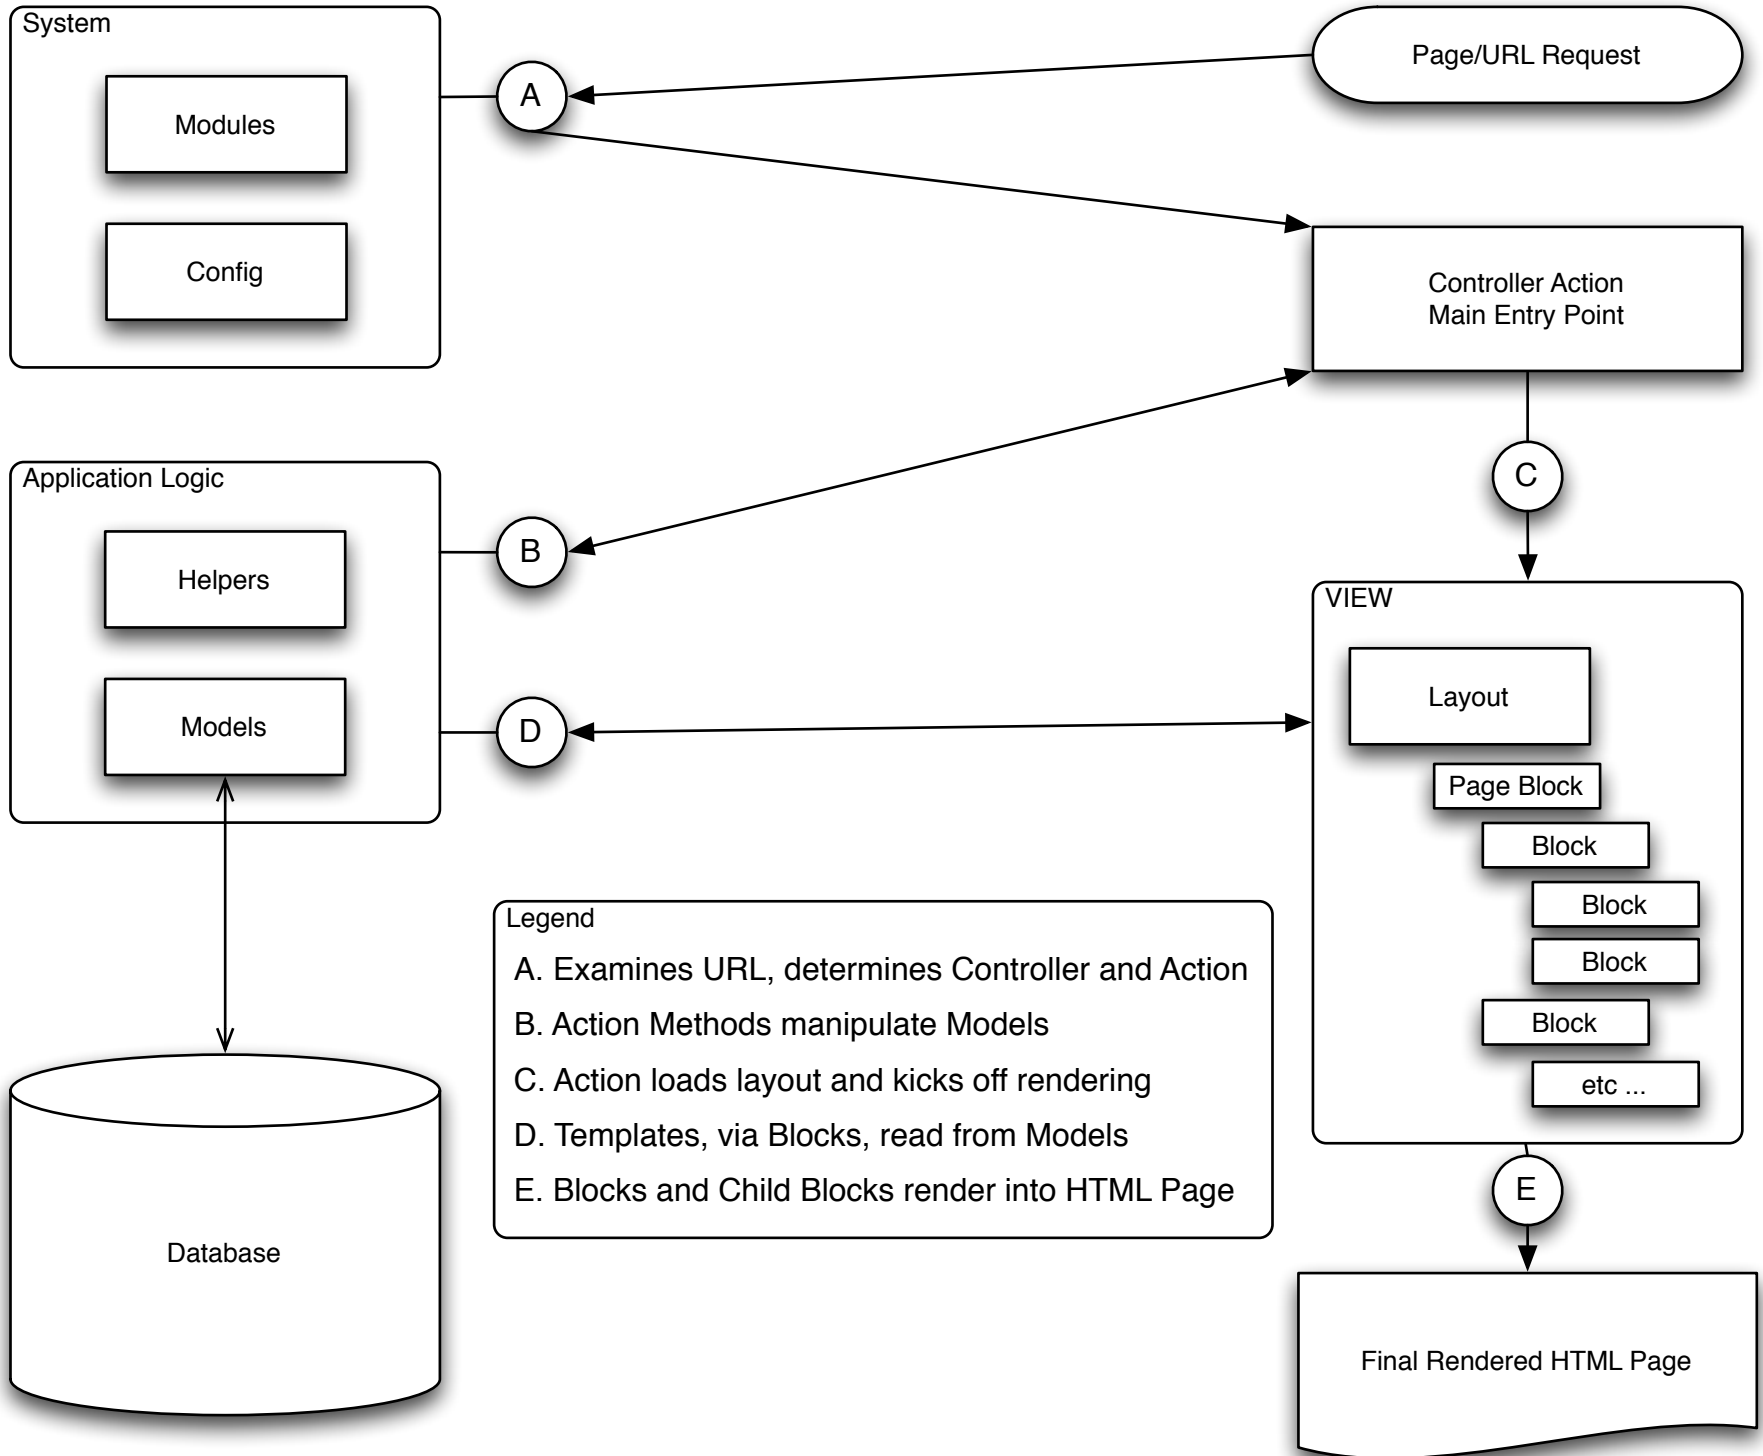 System
Modules
Config
A
Page/URL Request
Controller Action
Main Entry Point
Application Logic
Helpers
Models
B
D
C
VIEW
Layout
Page Block
Block
Block
Block
Block
etc ...
Legend
A. Examines URL, determines Controller and Action
B. Action Methods manipulate Models
C. Action loads layout and kicks off rendering
D. Templates, via Blocks, read from Models
E. Blocks and Child Blocks render into HTML Page
E
Database
Final Rendered HTML Page